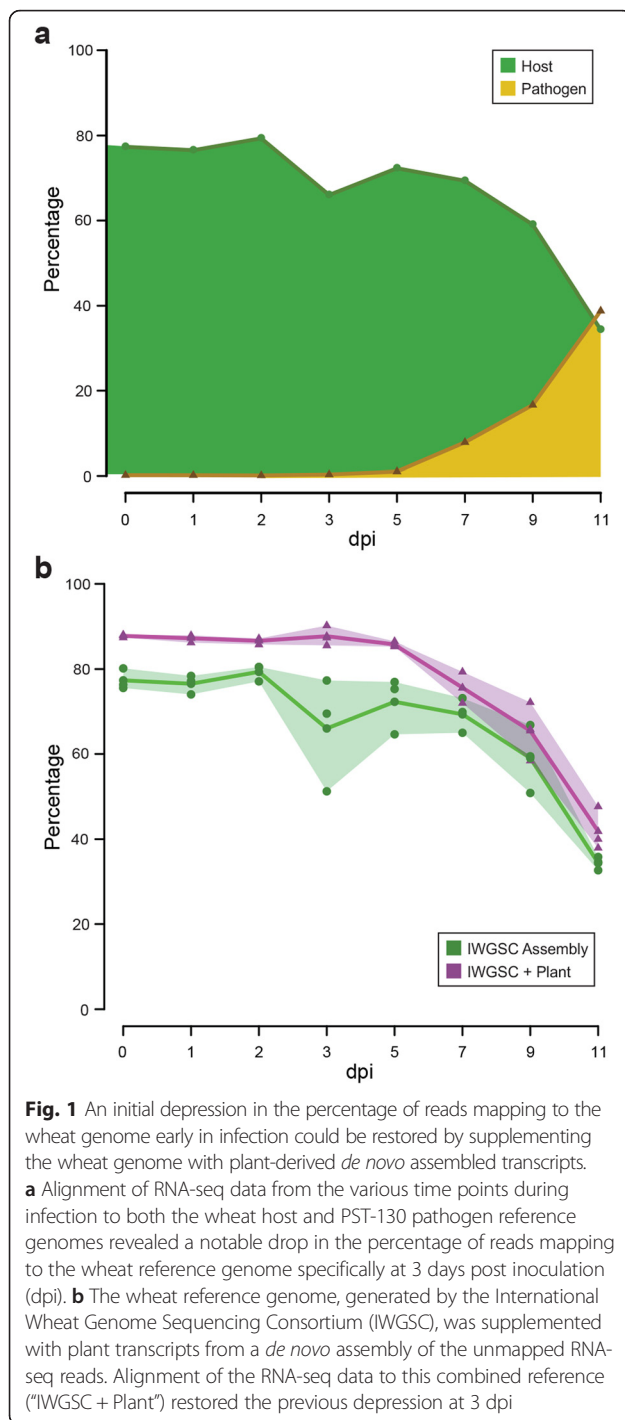 a
100
80
60
40
20
0
Percentage
Host
Pathogen
0 1 2 3 5 7 9 11
dpi
b
100
80
60
40
20
0
Percentage
IWGSC Assembly
IWGSC + Plant
0 1 2 3 5 7 9 11
dpi
Fig. 1 An initial depression in the percentage of reads mapping to the
wheat genome early in infection could be restored by supplementing
the wheat genome with plant-derived de novo assembled transcripts.
a Alignment of RNA-seq data from the various time points during
infection to both the wheat host and PST-130 pathogen reference
genomes revealed a notable drop in the percentage of reads mapping
to the wheat reference genome specifically at 3 days post inoculation
(dpi). b The wheat reference genome, generated by the International
Wheat Genome Sequencing Consortium (IWGSC), was supplemented
with plant transcripts from a de novo assembly of the unmapped RNA-
seq reads. Alignment of the RNA-seq data to this combined reference
(“IWGSC + Plant”) restored the previous depression at 3 dpi